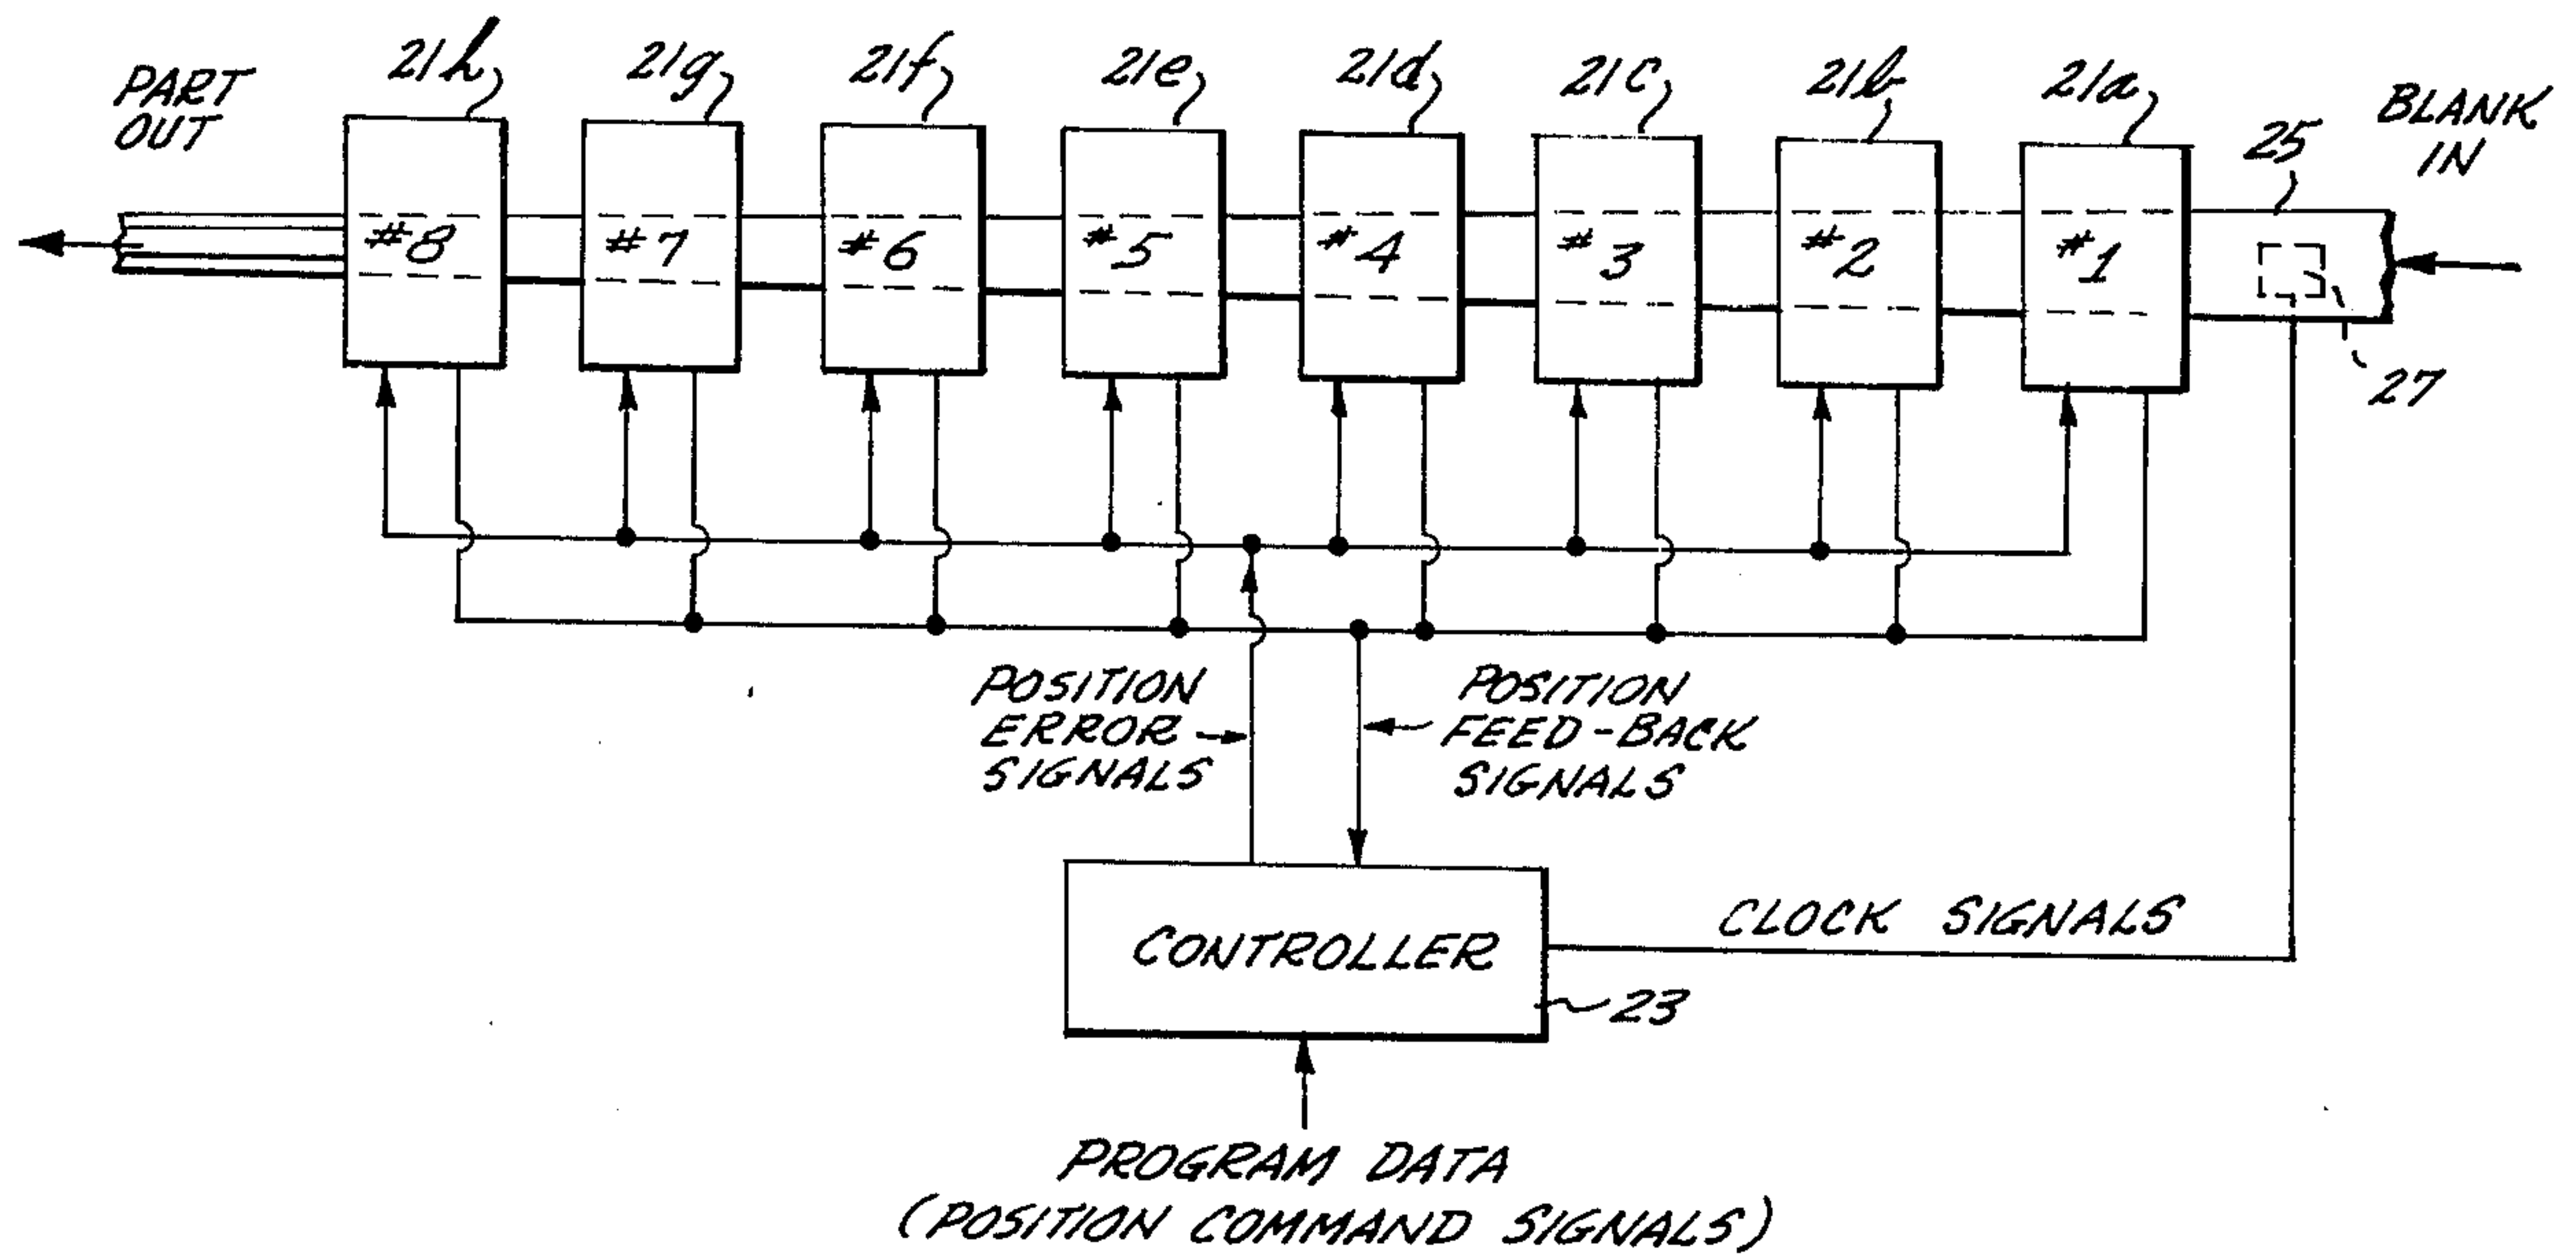 PART
OUT
21h
21g
21f
21e
21d
21c
21b
21a
25
BLANK
IN
#8
#7
#6
#5
#4
#3
#2
#1
27
POSITION
ERROR
SIGNALS
POSITION
FEED-BACK
SIGNALS
CONTROLLER
CLOCK SIGNALS
23
PROGRAM DATA
(POSITION COMMAND SIGNALS)